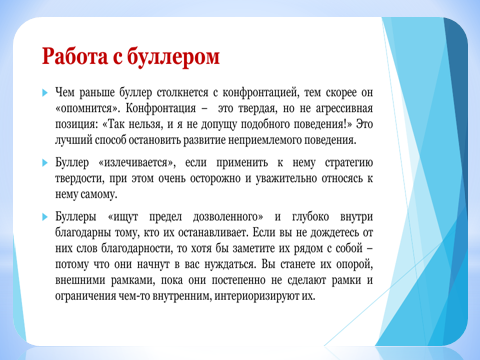 Работа с буллером
Чем раньше буллер столкнется с конфронтацией, тем скорее он
«опомнится». Конфронтация – это твердая, но не агрессивная
позиция: «Так нельзя, и я не допущу подобного поведения!» Это
лучший способ остановить развитие неприемлемого поведения.
Буллер «излечивается», если применить к нему стратегию
твердости, при этом очень осторожно и уважительно относясь к
нему самому.
Буллеры «ищут предел дозволенного» и глубоко внутри
благодарны тому, кто их останавливает. Если вы не дождетесь от
них слов благодарности, то хотя бы заметите их рядом с собой –
потому что они начнут в вас нуждаться. Вы станете их опорой,
внешними рамками, пока они постепенно не сделают рамки и
ограничения чем-то внутренним, интериоризируют их.